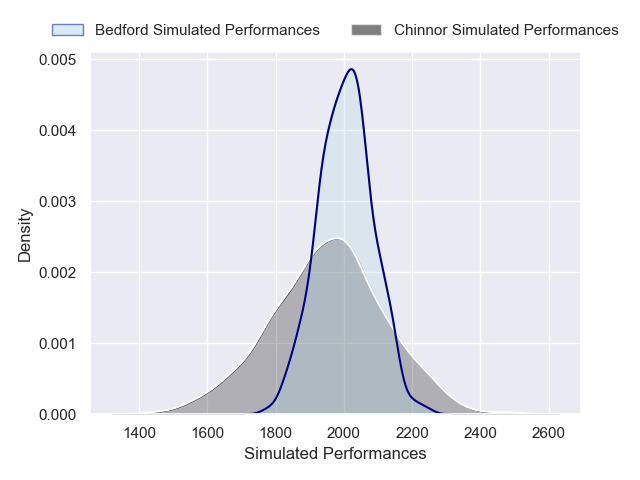 Bedford Simulated Performances
Chinnor Simulated Performances
0.005
0.004
0.003
0.002
0.001
0.000
Density
1400 1600 1800 2000 2200 2400 2600
Simulated Performances